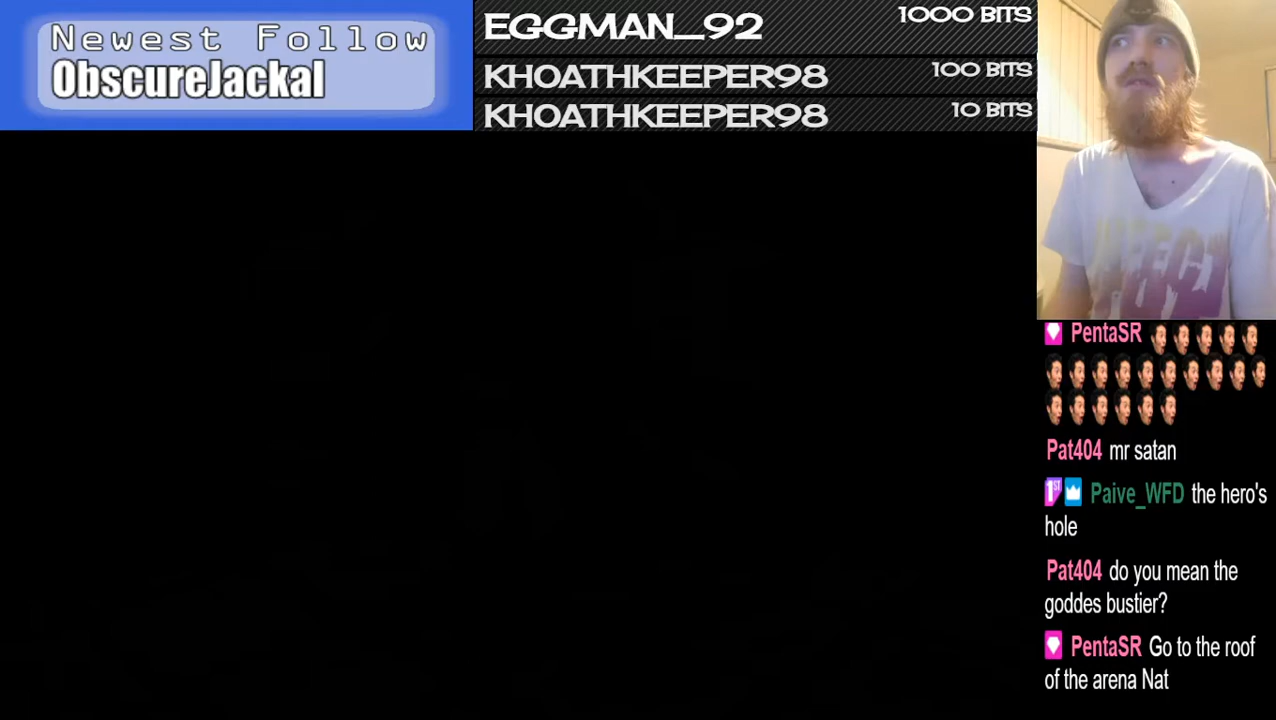 Newest Follow
ObscureJackal
EGGMAN_92 1000 BITS
KHOATHKEEPER98 100 BITS
KHOATHKEEPER98 10 BITS
PentaSR
Pat404 mr satan
1ST Paive_WFD the hero's
hole
Pat404 do you mean the
goddes bustier?
PentaSR Go to the roof
of the arena Nat